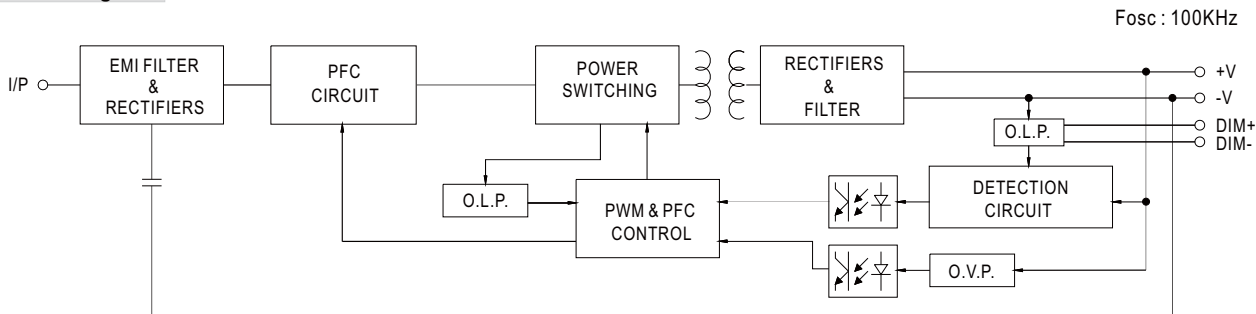 Fosc : 100KHz
I/P
EMI FILTER
&
RECTIFIERS
PFC
CIRCUIT
POWER
SWITCHING
RECTIFIERS
&
FILTER
+V
-V
DIM+
DIM-
O.L.P.
O.L.P.
PWM & PFC
CONTROL
DETECTION
CIRCUIT
O.V.P.